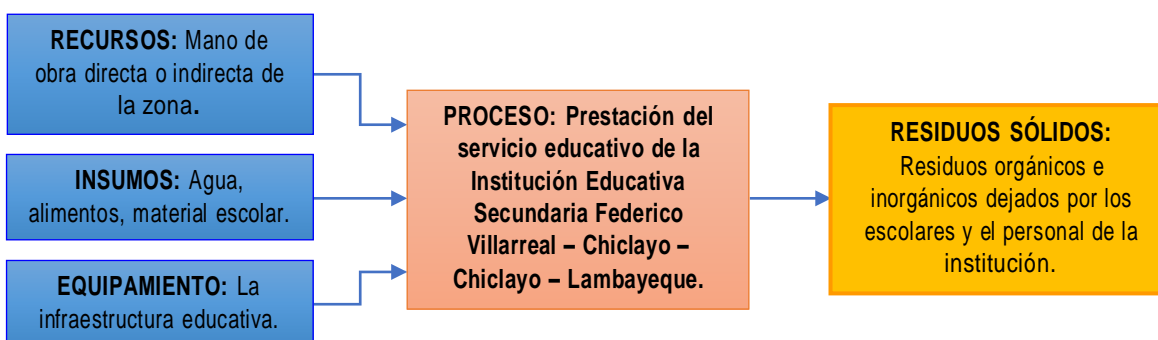 RECURSOS: Mano de
obra directa o indirecta de
la zona.
INSUMOS: Agua,
alimentos, material escolar.
EQUIPAMIENTO: La
infraestructura educativa.
PROCESO: Prestación del
servicio educativo de la
Institución Educativa
Secundaria Federico
Villarreal – Chiclayo –
Chiclayo – Lambayeque.
RESIDUOS SÓLIDOS:
Residuos orgánicos e
inorgánicos dejados por los
escolares y el personal de la
institución.